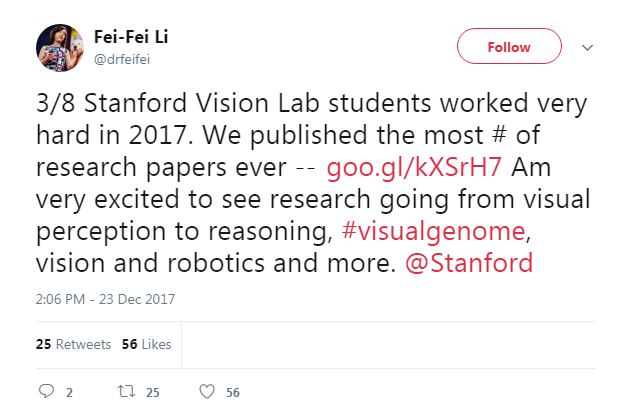 Fei-Fei Li
@drfeifei
Follow
3/8 Stanford Vision Lab students worked very
hard in 2017. We published the most # of
research papers ever -- goo.gl/kXSrH7 Am
very excited to see research going from visual
perception to reasoning, #visualgenome,
vision and robotics and more. @Stanford
2:06 PM - 23 Dec 2017
25 Retweets 56 Likes
2 25 56